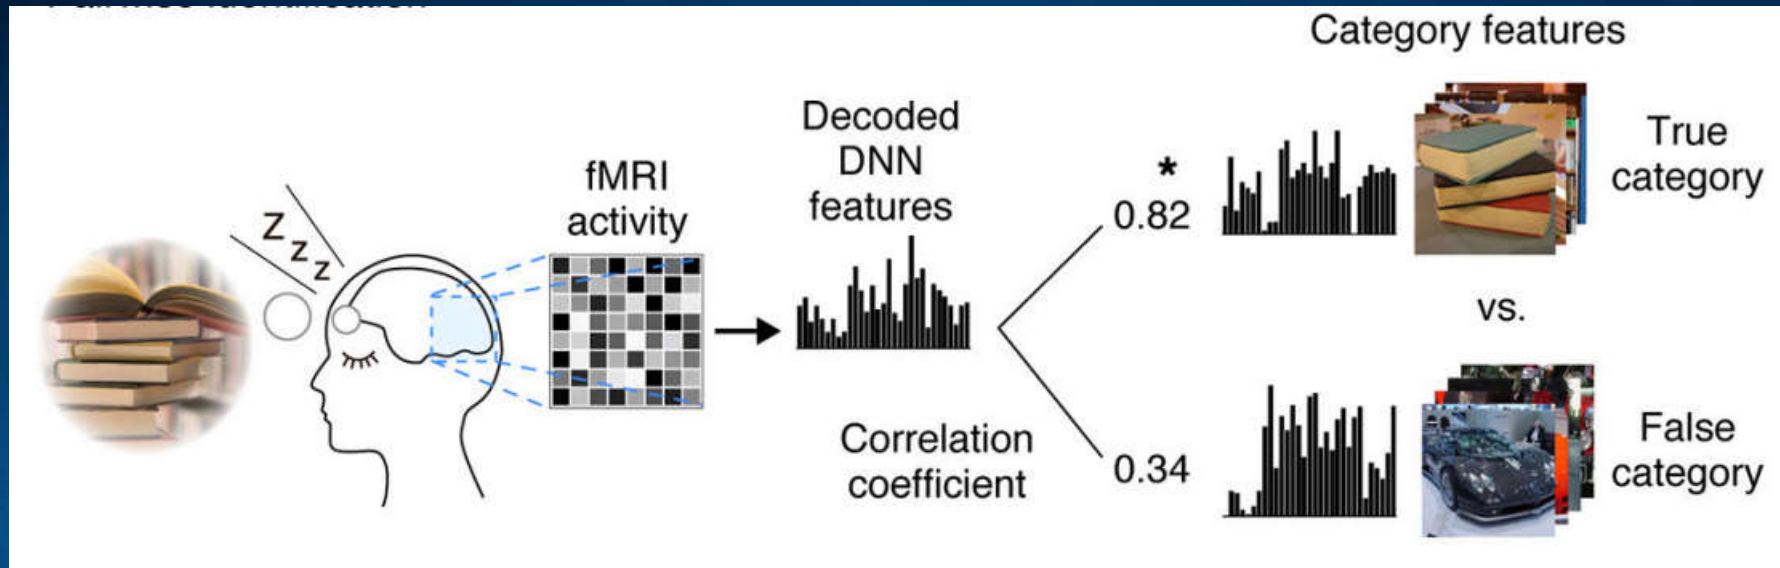 Category features
Decoded
DNN
features
fMRI
activity
z
z
z
*
0.82
True
category
vs.
Correlation
coefficient
0.34
False
category